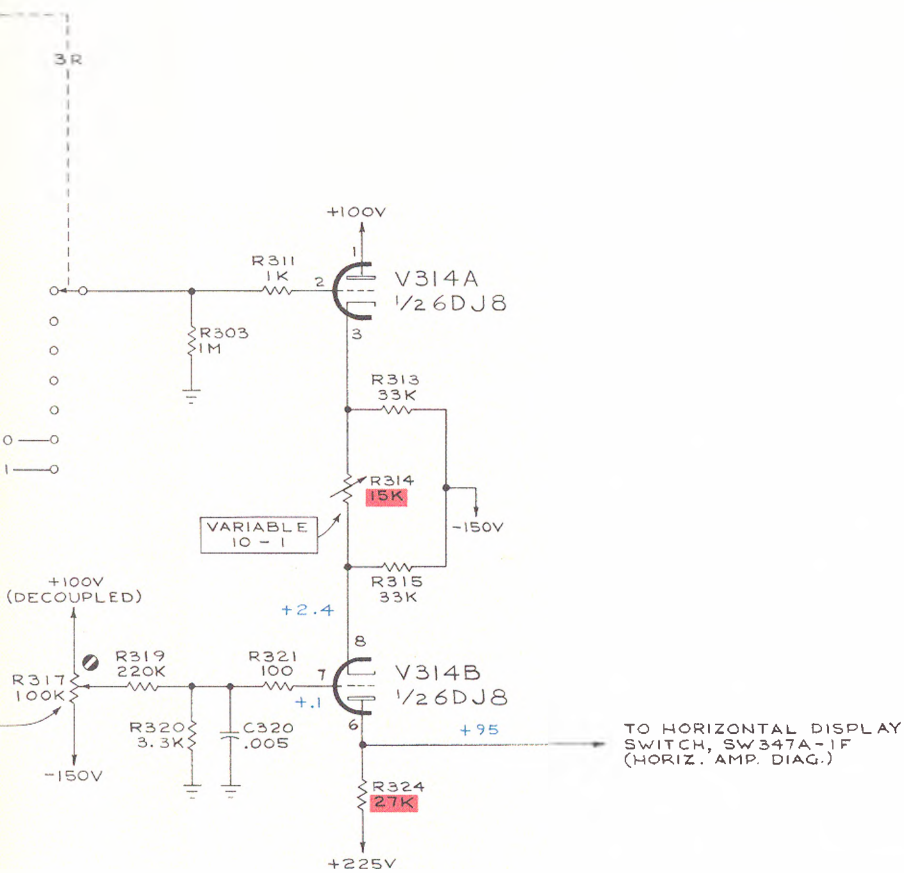 3R
+100V
1
R311
1K
2
V314A
1/2 6DJ8
3
R303
1M
R313
33K
0
1
R314
15K
VARIABLE
10 - 1
-150V
R315
33K
+100V
(DECOUPLED)
+2.4
8
R317
100K
R319
220K
R321
100
7
V314B
1/2 6DJ8
+.1
6
R320
3.3K
C320
.005
+95
TO HORIZONTAL DISPLAY
SWITCH, SW347A-1F
(HORIZ. AMP. DIAG.)
-150V
R324
27K
+225V